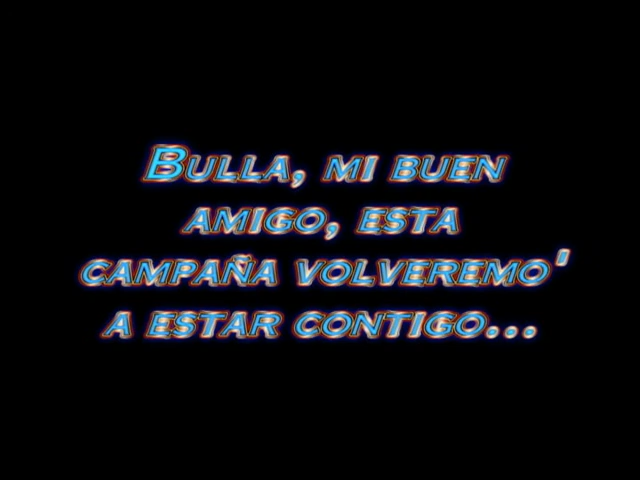 Bulla, mi buen
amigo, esta
campaña volveremo'
a estar contigo...